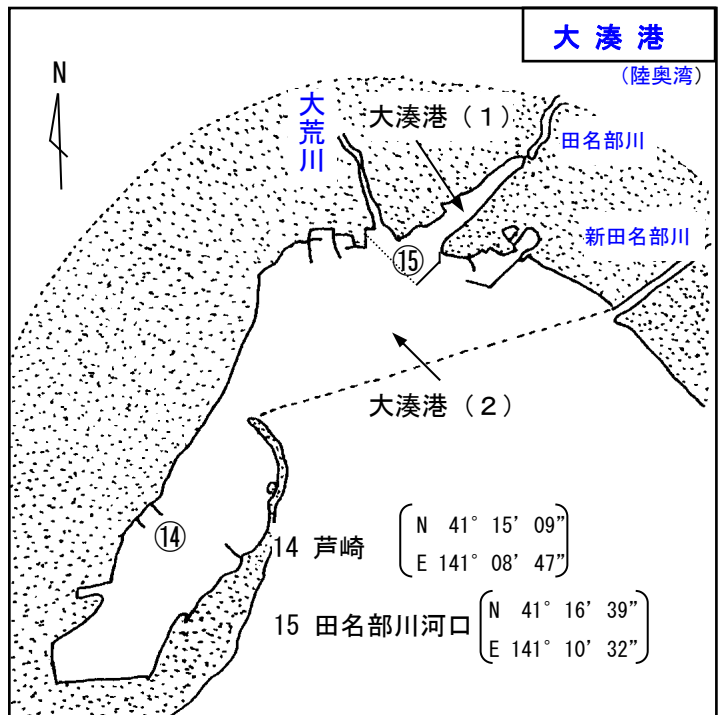 大湊港
(陸奥湾)
N
大荒川
大湊港(1)
田名部川
新田名部川
⑮
大湊港(2)
⑭
14 芦崎
N 41° 15’ 09”
E 141° 08’ 47”
15 田名部川河口
N 41° 16’ 39”
E 141° 10’ 32”